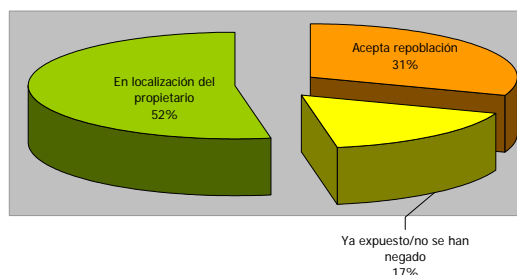 En localización del
propietario
52%
Acepta repoblación
31%
Ya expuesto/no se han
negado
17%